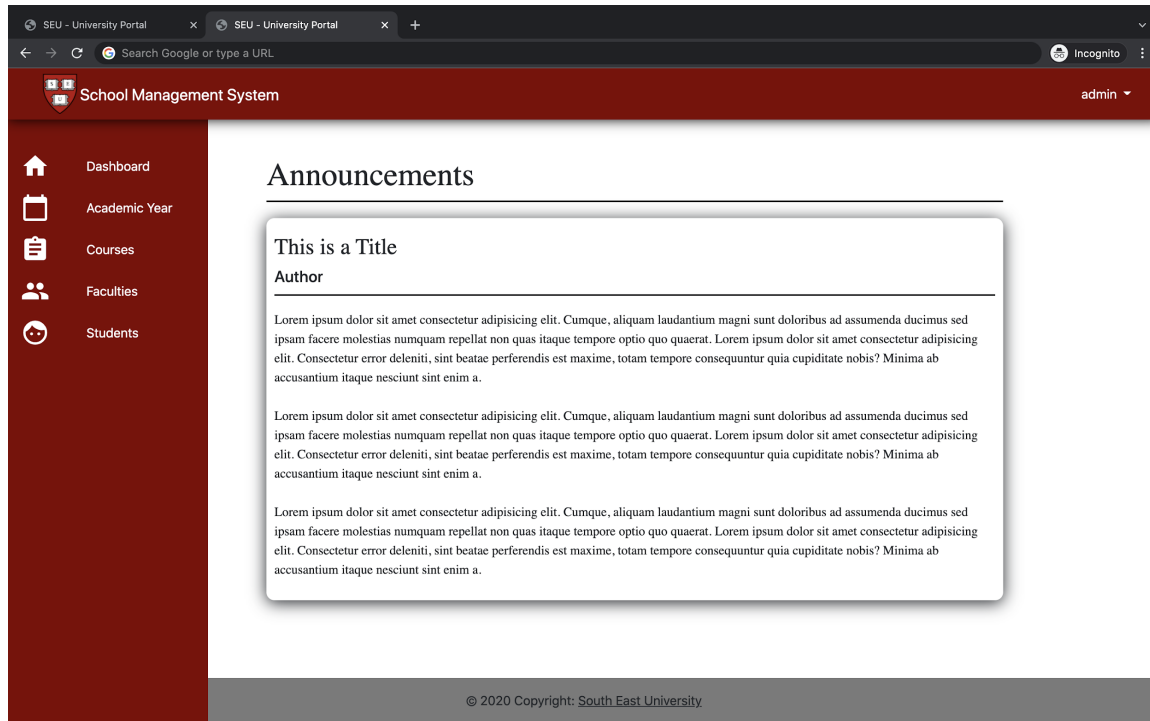 SEU - University Portal
SEU - University Portal
Search Google or type a URL
Incognito
S E
U
School Management System
admin
Dashboard
Academic Year
Courses
Faculties
Students
Announcements
This is a Title
Author
Lorem ipsum dolor sit amet consectetur adipisicing elit. Cumque, aliquam laudantium magni sunt doloribus ad assumenda ducimus sed
ipsam facere molestias numquam repellat non quas itaque tempore optio quo quaerat. Lorem ipsum dolor sit amet consectetur adipisicing
elit. Consectetur error deleniti, sint beatae perferendis est maxime, totam tempore consequuntur quia cupiditate nobis? Minima ab
accusantium itaque nesciunt sint enim a.
Lorem ipsum dolor sit amet consectetur adipisicing elit. Cumque, aliquam laudantium magni sunt doloribus ad assumenda ducimus sed
ipsam facere molestias numquam repellat non quas itaque tempore optio quo quaerat. Lorem ipsum dolor sit amet consectetur adipisicing
elit. Consectetur error deleniti, sint beatae perferendis est maxime, totam tempore consequuntur quia cupiditate nobis? Minima ab
accusantium itaque nesciunt sint enim a.
Lorem ipsum dolor sit amet consectetur adipisicing elit. Cumque, aliquam laudantium magni sunt doloribus ad assumenda ducimus sed
ipsam facere molestias numquam repellat non quas itaque tempore optio quo quaerat. Lorem ipsum dolor sit amet consectetur adipisicing
elit. Consectetur error deleniti, sint beatae perferendis est maxime, totam tempore consequuntur quia cupiditate nobis? Minima ab
accusantium itaque nesciunt sint enim a.
© 2020 Copyright: South East University